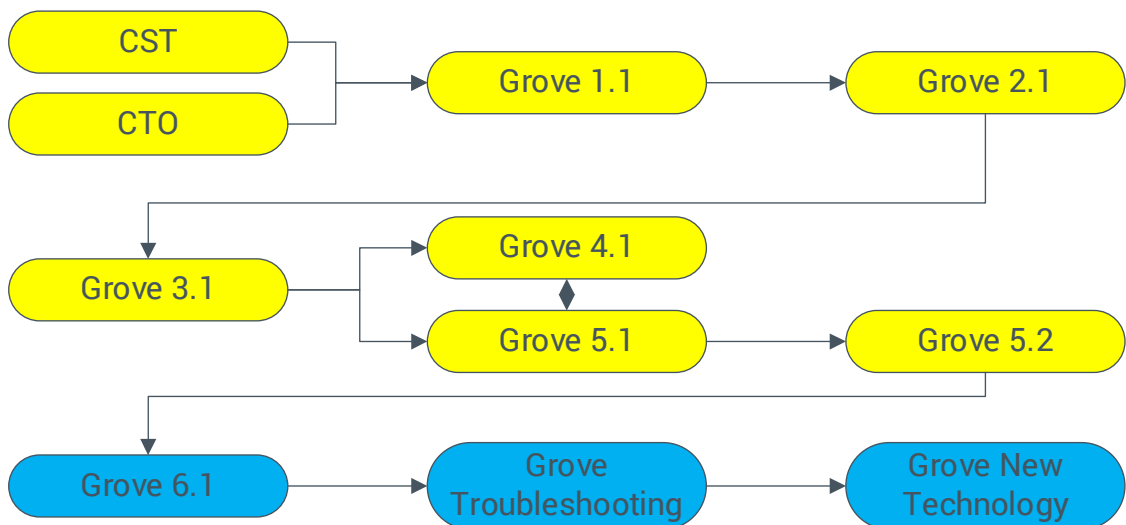 CST
CTO
Grove 1.1
Grove 2.1
Grove 3.1
Grove 4.1
Grove 5.1
Grove 5.2
Grove 6.1
Grove
Troubleshooting
Grove New
Technology